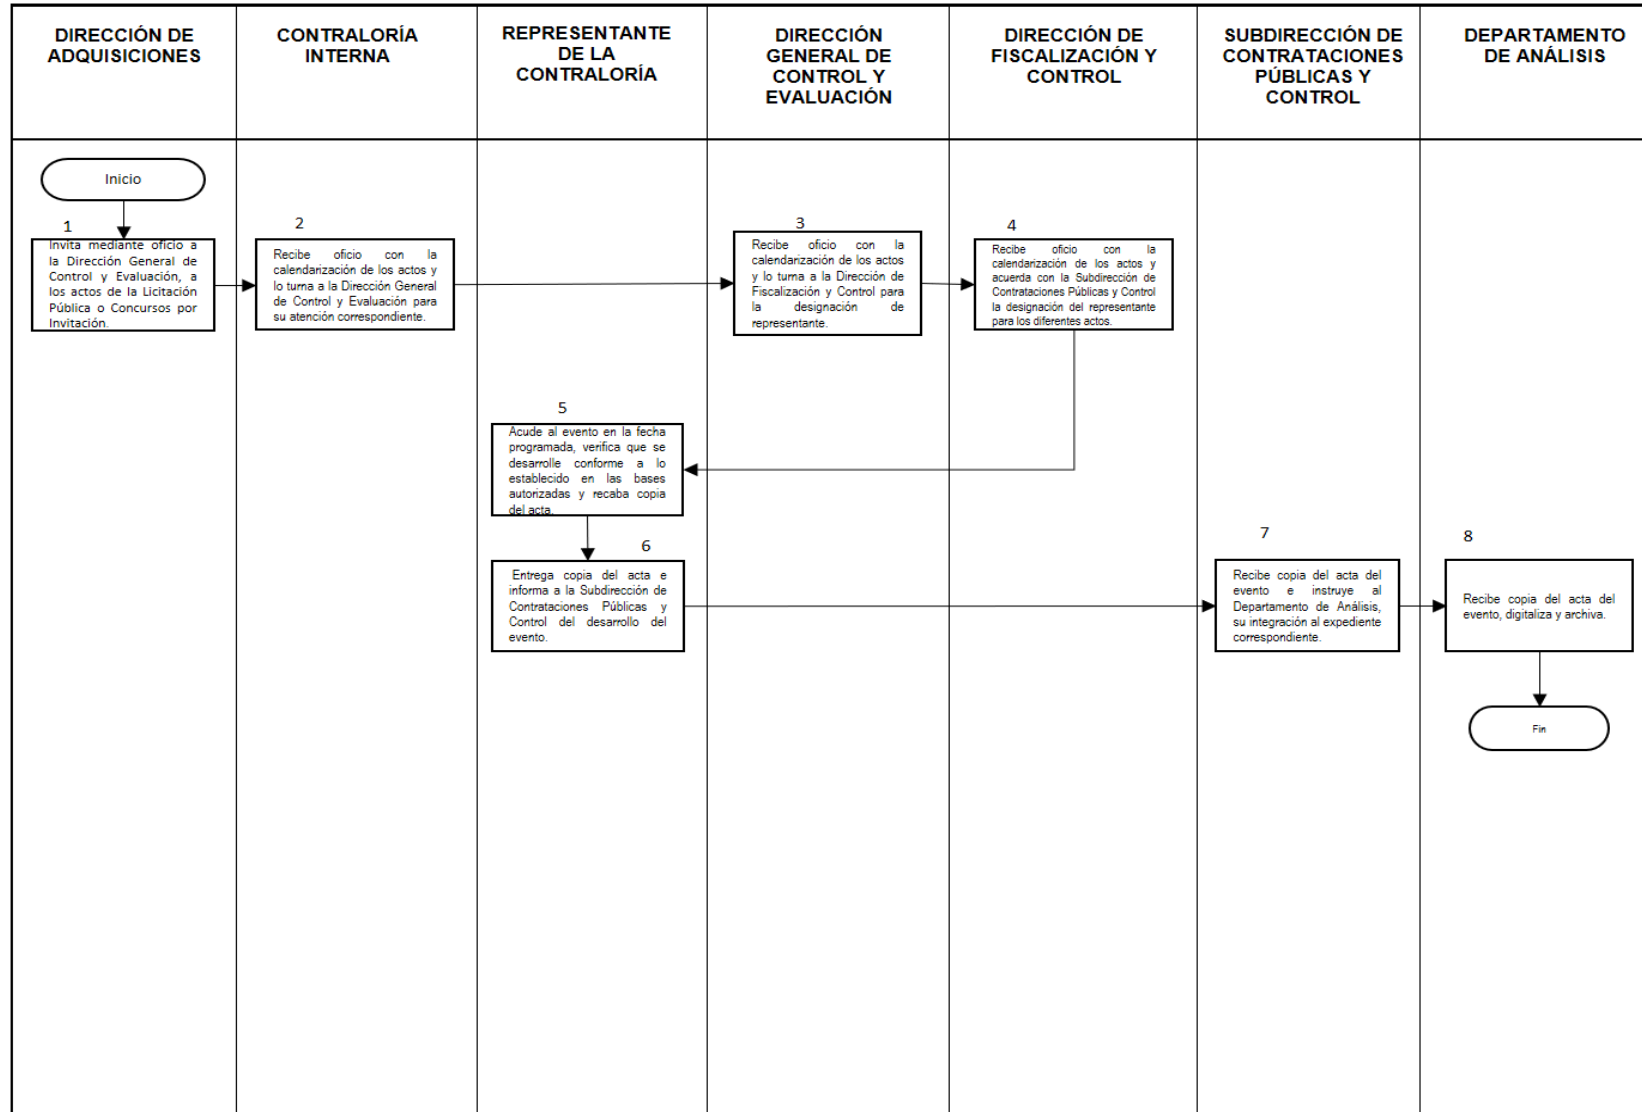 DIRECCIÓN DE
ADQUISICIONES
CONTRALORÍA
INTERNA
REPRESENTANTE
DE LA
CONTRALORÍA
DIRECCIÓN
GENERAL DE
CONTROL Y
EVALUACIÓN
DIRECCIÓN DE
FISCALIZACIÓN Y
CONTROL
SUBDIRECCIÓN DE
CONTRATACIONES
PÚBLICAS Y
CONTROL
DEPARTAMENTO
DE ANÁLISIS
Inicio
1
Invita mediante oficio a
la Dirección General de
Control y Evaluación, a
los actos de la Licitación
Pública o Concursos por
Invitación.
2
Recibe oficio con la
calendarización de los actos y
lo turna a la Dirección General
de Control y Evaluación para
su atención correspondiente.
3
Recibe oficio con la
calendarización de los actos
y lo turna a la Dirección de
Fiscalización y Control para
la designación de
representante.
4
Recibe oficio con la
calendarización de los actos y
acuerda con la Subdirección de
Contrataciones Públicas y Control
la designación del representante
para los diferentes actos.
5
Acude al evento en la fecha
programada, verifica que se
desarrolle conforme a lo
establecido en las bases
autorizadas y recaba copia
del acta.
6
Entrega copia del acta e
informa a la Subdirección de
Contrataciones Públicas y
Control del desarrollo del
evento.
7
Recibe copia del acta del
evento e instruye al
Departamento de Análisis,
su integración al expediente
correspondiente.
8
Recibe copia del acta del
evento, digitaliza y archiva.
Fin